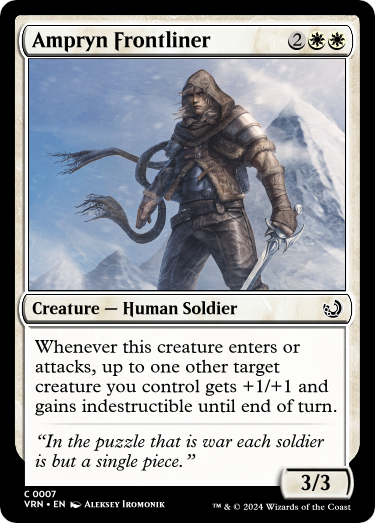 Ampryn Frontliner 2
Creature — Human Soldier
Whenever this creature enters or
attacks, up to one other target
creature you control gets +1/+1 and
gains indestructible until end of turn.
“In the puzzle that is war each soldier
is but a single piece.”
3/3
C 0007
VRN • EN Aleksey Iromonik
™ & © 2024 Wizards of the Coast